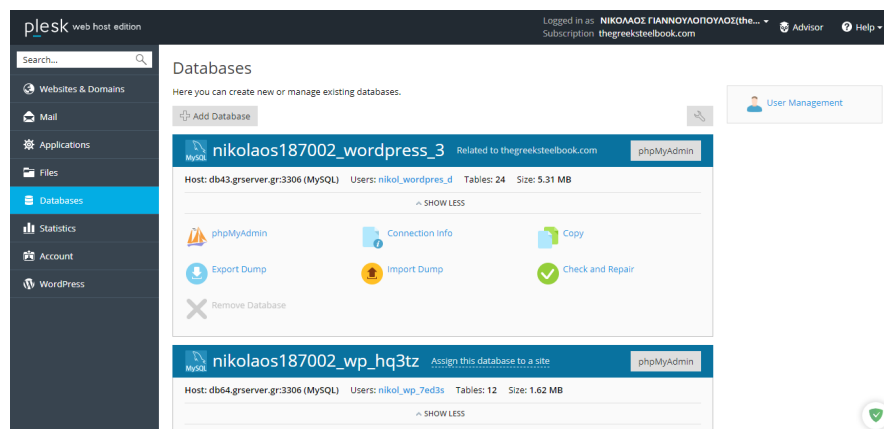 plesk web host edition
Logged in as ΝΙΚΟΛΑΟΣ ΓΙΑΝΝΟΥΛΟΠΟΥΛΟΣ(the...
Subscription thegreeksteelbook.com
Advisor
Help
Search...
Websites & Domains
Mail
Applications
Files
Databases
Statistics
Account
WordPress
Databases
Here you can create new or manage existing databases.
Add Database
User Management
MySQL nikolaos187002_wordpress_3 Related to thegreeksteelbook.com phpMyAdmin
Host: db43.grserver.gr:3306 (MySQL) Users: nikol_wordpres_d Tables: 24 Size: 5.31 MB
SHOW LESS
phpMyAdmin Connection Info Copy
Export Dump Import Dump Check and Repair
Remove Database
MySQL nikolaos187002_wp_hq3tz Assign this database to a site phpMyAdmin
Host: db64.grserver.gr:3306 (MySQL) Users: nikol_wp_7ed3s Tables: 12 Size: 1.62 MB
SHOW LESS